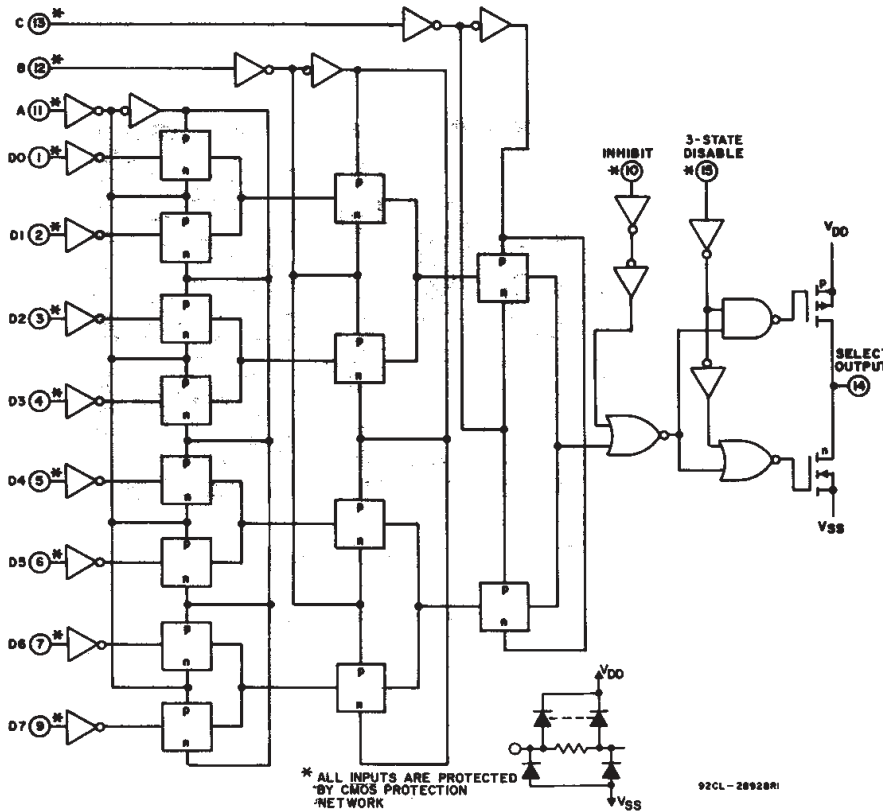 C 13 *
B 12 *
A 11 *
D0 1 *
D1 2 *
D2 3 *
D3 4 *
D4 5 *
D5 6 *
D6 7 *
D7 9 *
p
n
p
n
p
n
p
n
p
n
p
n
p
n
p
n
p
n
p
n
p
n
p
n
p
n
p
n
INHIBIT
* 10
3-STATE
DISABLE
* 15
VDD
p
SELECT
OUTPUT
14
n
VSS
VDD
VSS
* ALL INPUTS ARE PROTECTED
BY CMOS PROTECTION
NETWORK
92CL-28928R1